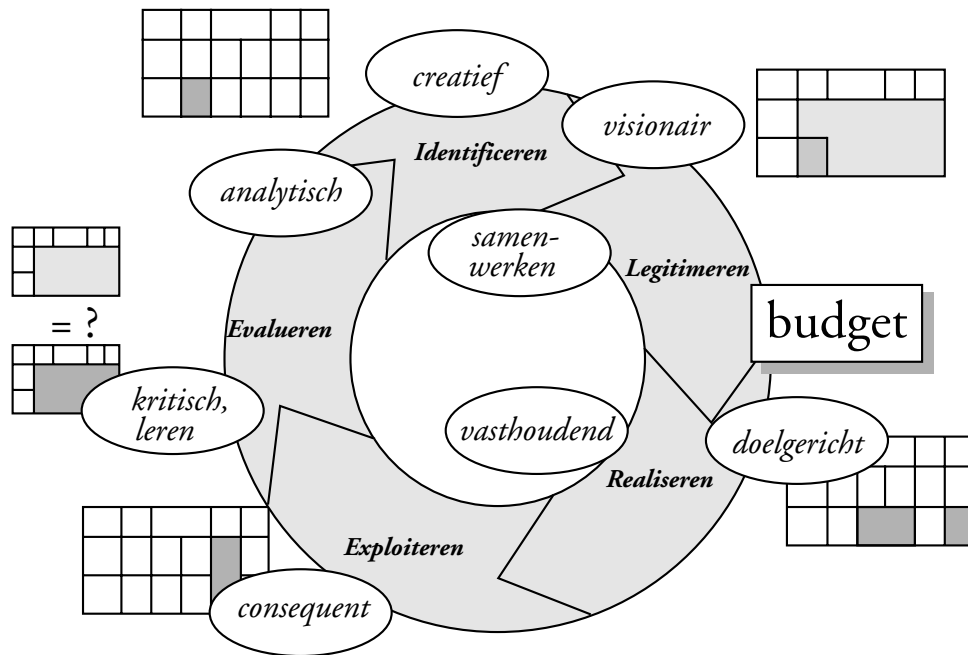 creatief
visionair
Identificeren
analytisch
samen-
werken
Legitimeren
budget
= ?
Evalueren
kritisch,
leren
vasthoudend
doelgericht
Realiseren
Exploiteren
consequent